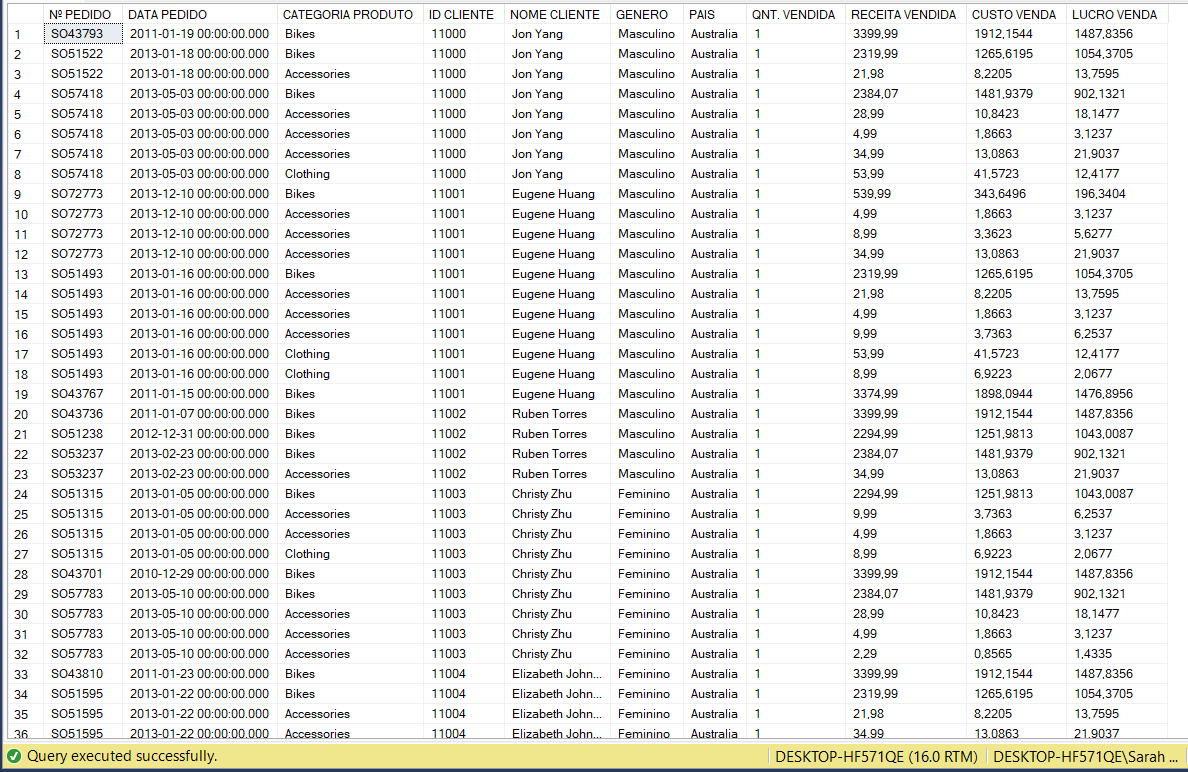 Nº PEDIDO DATA PEDIDO CATEGORIA PRODUTO ID CLIENTE NOME CLIENTE GENERO PAIS QNT. VENDIDA RECEITA VENDIDA CUSTO VENDA LUCRO VENDA
1 SO43793 2011-01-19 00:00:00.000 Bikes 11000 Jon Yang Masculino Australia 1 3399,99 1912,1544 1487,8356
2 SO51522 2013-01-18 00:00:00.000 Bikes 11000 Jon Yang Masculino Australia 1 2319,99 1265,6195 1054,3705
3 SO51522 2013-01-18 00:00:00.000 Accessories 11000 Jon Yang Masculino Australia 1 21,98 8,2205 13,7595
4 SO57418 2013-05-03 00:00:00.000 Bikes 11000 Jon Yang Masculino Australia 1 2384,07 1481,9379 902,1321
5 SO57418 2013-05-03 00:00:00.000 Accessories 11000 Jon Yang Masculino Australia 1 28,99 10,8423 18,1477
6 SO57418 2013-05-03 00:00:00.000 Accessories 11000 Jon Yang Masculino Australia 1 4,99 1,8663 3,1237
7 SO57418 2013-05-03 00:00:00.000 Accessories 11000 Jon Yang Masculino Australia 1 34,99 13,0863 21,9037
8 SO57418 2013-05-03 00:00:00.000 Clothing 11000 Jon Yang Masculino Australia 1 53,99 41,5723 12,4177
9 SO72773 2013-12-10 00:00:00.000 Bikes 11001 Eugene Huang Masculino Australia 1 539,99 343,6496 196,3404
10 SO72773 2013-12-10 00:00:00.000 Accessories 11001 Eugene Huang Masculino Australia 1 4,99 1,8663 3,1237
11 SO72773 2013-12-10 00:00:00.000 Accessories 11001 Eugene Huang Masculino Australia 1 8,99 3,3623 5,6277
12 SO72773 2013-12-10 00:00:00.000 Accessories 11001 Eugene Huang Masculino Australia 1 34,99 13,0863 21,9037
13 SO51493 2013-01-16 00:00:00.000 Bikes 11001 Eugene Huang Masculino Australia 1 2319,99 1265,6195 1054,3705
14 SO51493 2013-01-16 00:00:00.000 Accessories 11001 Eugene Huang Masculino Australia 1 21,98 8,2205 13,7595
15 SO51493 2013-01-16 00:00:00.000 Accessories 11001 Eugene Huang Masculino Australia 1 4,99 1,8663 3,1237
16 SO51493 2013-01-16 00:00:00.000 Accessories 11001 Eugene Huang Masculino Australia 1 9,99 3,7363 6,2537
17 SO51493 2013-01-16 00:00:00.000 Clothing 11001 Eugene Huang Masculino Australia 1 53,99 41,5723 12,4177
18 SO51493 2013-01-16 00:00:00.000 Clothing 11001 Eugene Huang Masculino Australia 1 8,99 6,9223 2,0677
19 SO43767 2011-01-15 00:00:00.000 Bikes 11001 Eugene Huang Masculino Australia 1 3374,99 1898,0944 1476,8956
20 SO43736 2011-01-07 00:00:00.000 Bikes 11002 Ruben Torres Masculino Australia 1 3399,99 1912,1544 1487,8356
21 SO51238 2012-12-31 00:00:00.000 Bikes 11002 Ruben Torres Masculino Australia 1 2294,99 1251,9813 1043,0087
22 SO53237 2013-02-23 00:00:00.000 Bikes 11002 Ruben Torres Masculino Australia 1 2384,07 1481,9379 902,1321
23 SO53237 2013-02-23 00:00:00.000 Accessories 11002 Ruben Torres Masculino Australia 1 34,99 13,0863 21,9037
24 SO51315 2013-01-05 00:00:00.000 Bikes 11003 Christy Zhu Feminino Australia 1 2294,99 1251,9813 1043,0087
25 SO51315 2013-01-05 00:00:00.000 Accessories 11003 Christy Zhu Feminino Australia 1 9,99 3,7363 6,2537
26 SO51315 2013-01-05 00:00:00.000 Accessories 11003 Christy Zhu Feminino Australia 1 4,99 1,8663 3,1237
27 SO51315 2013-01-05 00:00:00.000 Clothing 11003 Christy Zhu Feminino Australia 1 8,99 6,9223 2,0677
28 SO43701 2010-12-29 00:00:00.000 Bikes 11003 Christy Zhu Feminino Australia 1 3399,99 1912,1544 1487,8356
29 SO57783 2013-05-10 00:00:00.000 Bikes 11003 Christy Zhu Feminino Australia 1 2384,07 1481,9379 902,1321
30 SO57783 2013-05-10 00:00:00.000 Accessories 11003 Christy Zhu Feminino Australia 1 28,99 10,8423 18,1477
31 SO57783 2013-05-10 00:00:00.000 Accessories 11003 Christy Zhu Feminino Australia 1 4,99 1,8663 3,1237
32 SO57783 2013-05-10 00:00:00.000 Accessories 11003 Christy Zhu Feminino Australia 1 2,29 0,8565 1,4335
33 SO43810 2011-01-23 00:00:00.000 Bikes 11004 Elizabeth John... Feminino Australia 1 3399,99 1912,1544 1487,8356
34 SO51595 2013-01-22 00:00:00.000 Bikes 11004 Elizabeth John... Feminino Australia 1 2319,99 1265,6195 1054,3705
35 SO51595 2013-01-22 00:00:00.000 Accessories 11004 Elizabeth John... Feminino Australia 1 21,98 8,2205 13,7595
36 SO51595 2013-01-22 00:00:00.000 Accessories 11004 Elizabeth John... Feminino Australia 1 34,99 13,0863 21,9037
Query executed successfully. DESKTOP-HF571QE (16.0 RTM) DESKTOP-HF571QE\Sarah ...